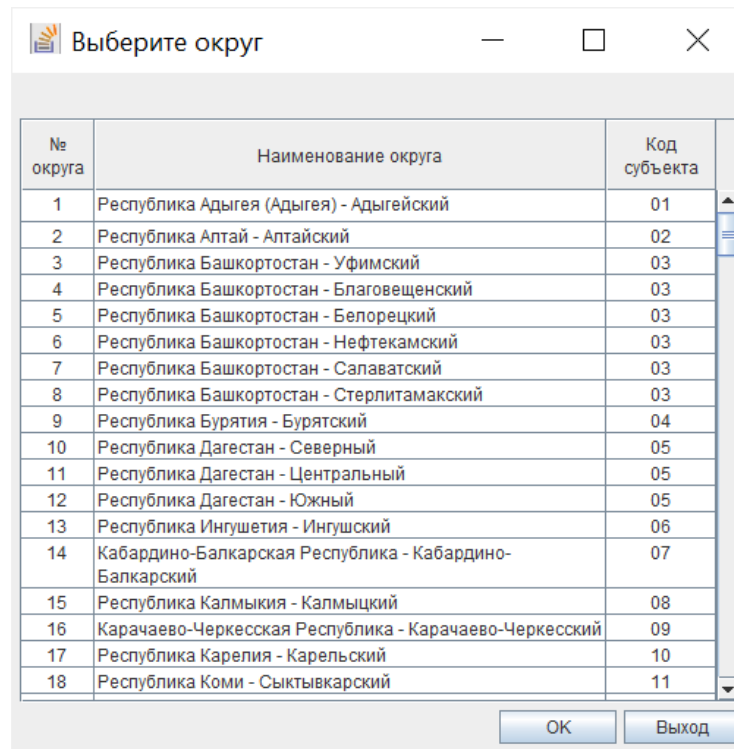 Выберите округ
№ округа Наименование округа Код субъекта
1 Республика Адыгея (Адыгея) - Адыгейский 01
2 Республика Алтай - Алтайский 02
3 Республика Башкортостан - Уфимский 03
4 Республика Башкортостан - Благовещенский 03
5 Республика Башкортостан - Белорецкий 03
6 Республика Башкортостан - Нефтекамский 03
7 Республика Башкортостан - Салаватский 03
8 Республика Башкортостан - Стерлитамакский 03
9 Республика Бурятия - Бурятский 04
10 Республика Дагестан - Северный 05
11 Республика Дагестан - Центральный 05
12 Республика Дагестан - Южный 05
13 Республика Ингушетия - Ингушский 06
14 Кабардино-Балкарская Республика - Кабардино- 07
Балкарский
15 Республика Калмыкия - Калмыцкий 08
16 Карачаево-Черкесская Республика - Карачаево-Черкесский 09
17 Республика Карелия - Карельский 10
18 Республика Коми - Сыктывкарский 11
OK Выход